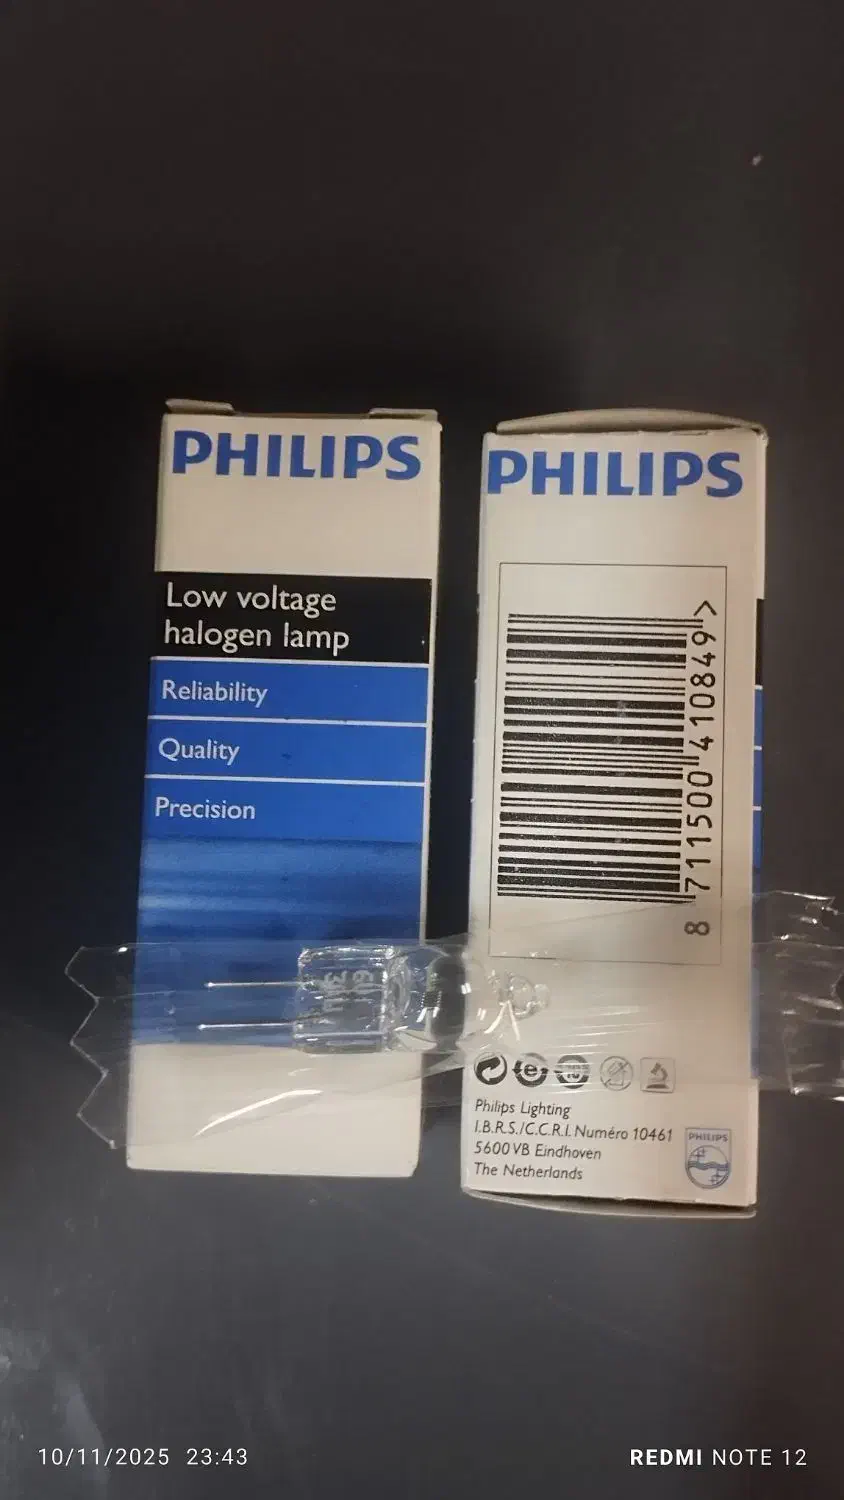 PHILIPS
Low voltage
halogen lamp
Reliability
Quality
Precision
PHILIPS
8 711500 410849 >
Philips Lighting
I.B.R.S./C.C.R.I. Numéro 10461
5600 VB Eindhoven
The Netherlands
PHILIPS
10/11/2025 23:43
REDMI NOTE 12